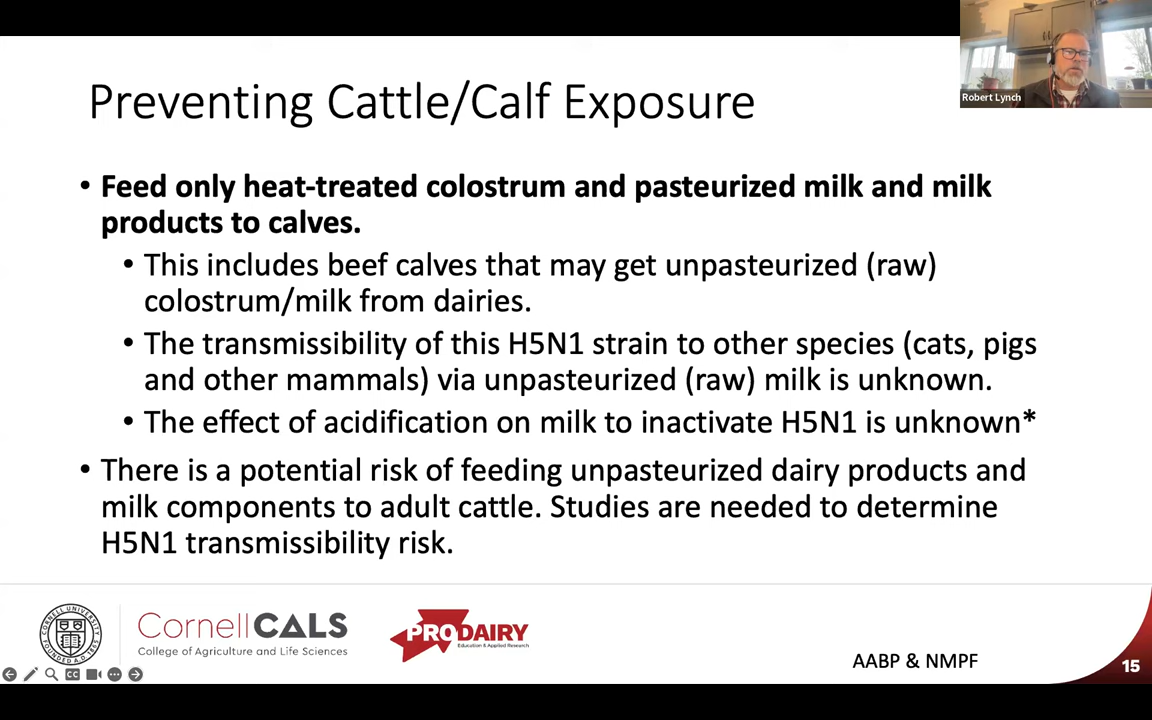 Robert Lynch
Preventing Cattle/Calf Exposure
• Feed only heat-treated colostrum and pasteurized milk and milk
products to calves.
• This includes beef calves that may get unpasteurized (raw)
colostrum/milk from dairies.
• The transmissibility of this H5N1 strain to other species (cats, pigs
and other mammals) via unpasteurized (raw) milk is unknown.
• The effect of acidification on milk to inactivate H5N1 is unknown*
• There is a potential risk of feeding unpasteurized dairy products and
milk components to adult cattle. Studies are needed to determine
H5N1 transmissibility risk.
CornellCALS
College of Agriculture and Life Sciences
PRODAIRY
Education & Applied Research
AABP & NMPF
15
CC